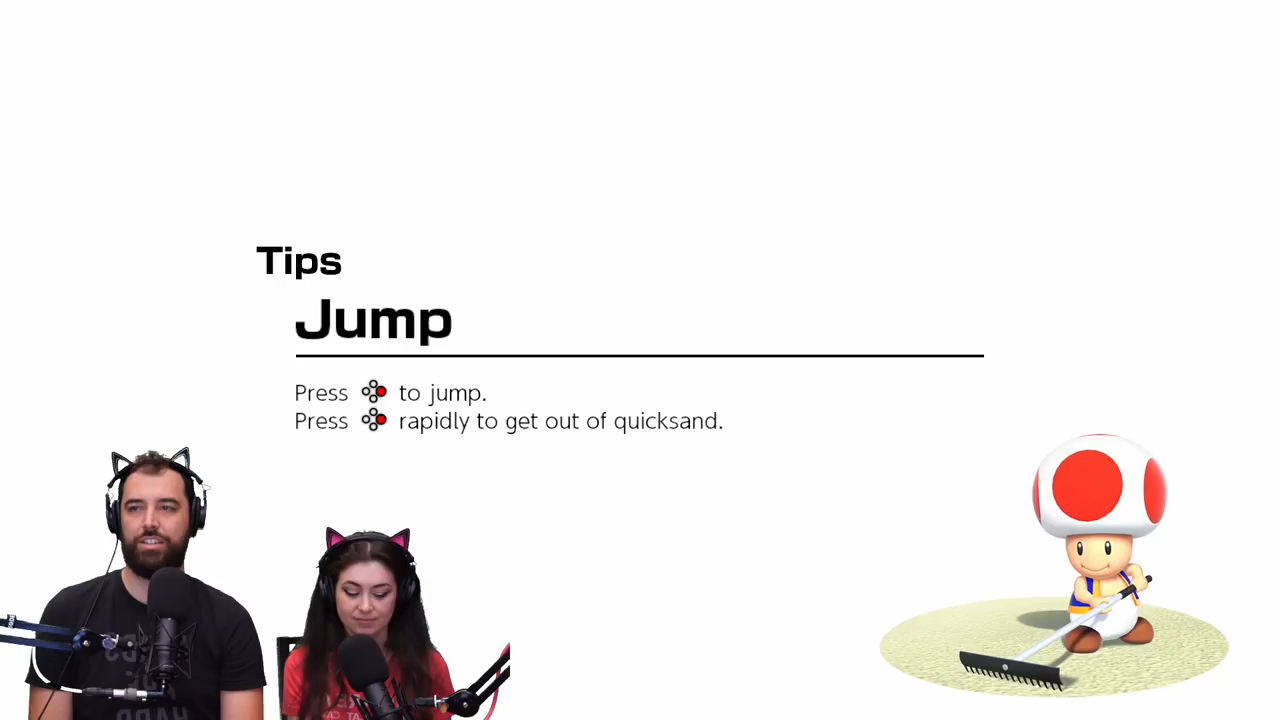 Tips
Jump
Press to jump.
Press rapidly to get out of quicksand.